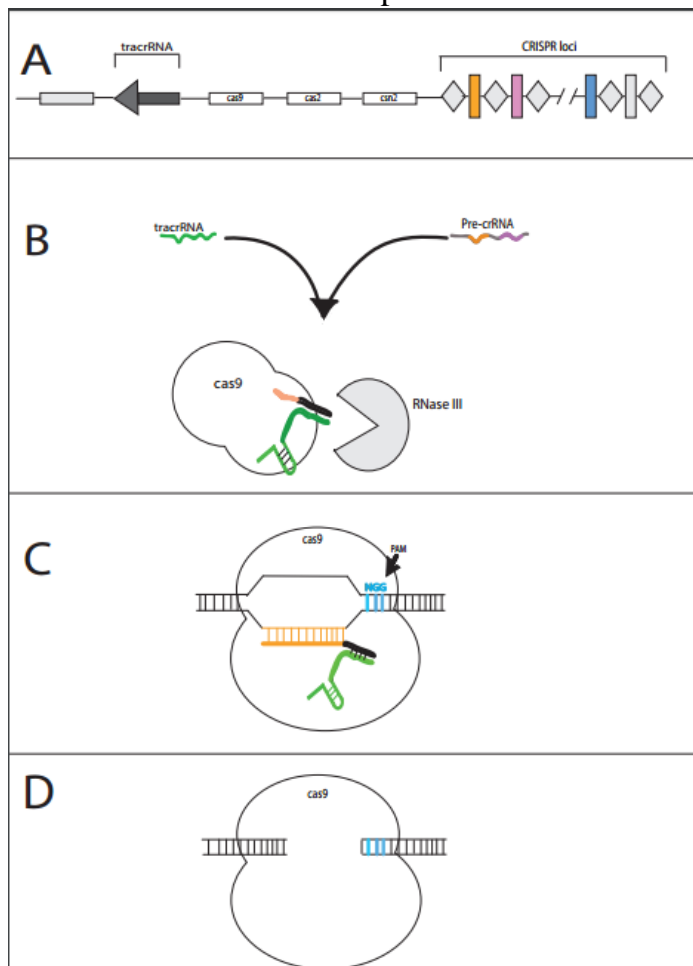 A
tracrRNA
CRISPR loci
cas9
cas2
csn2
B
tracrRNA
Pre-crRNA
cas9
RNase III
C
cas9
PAM
NGG
D
cas9